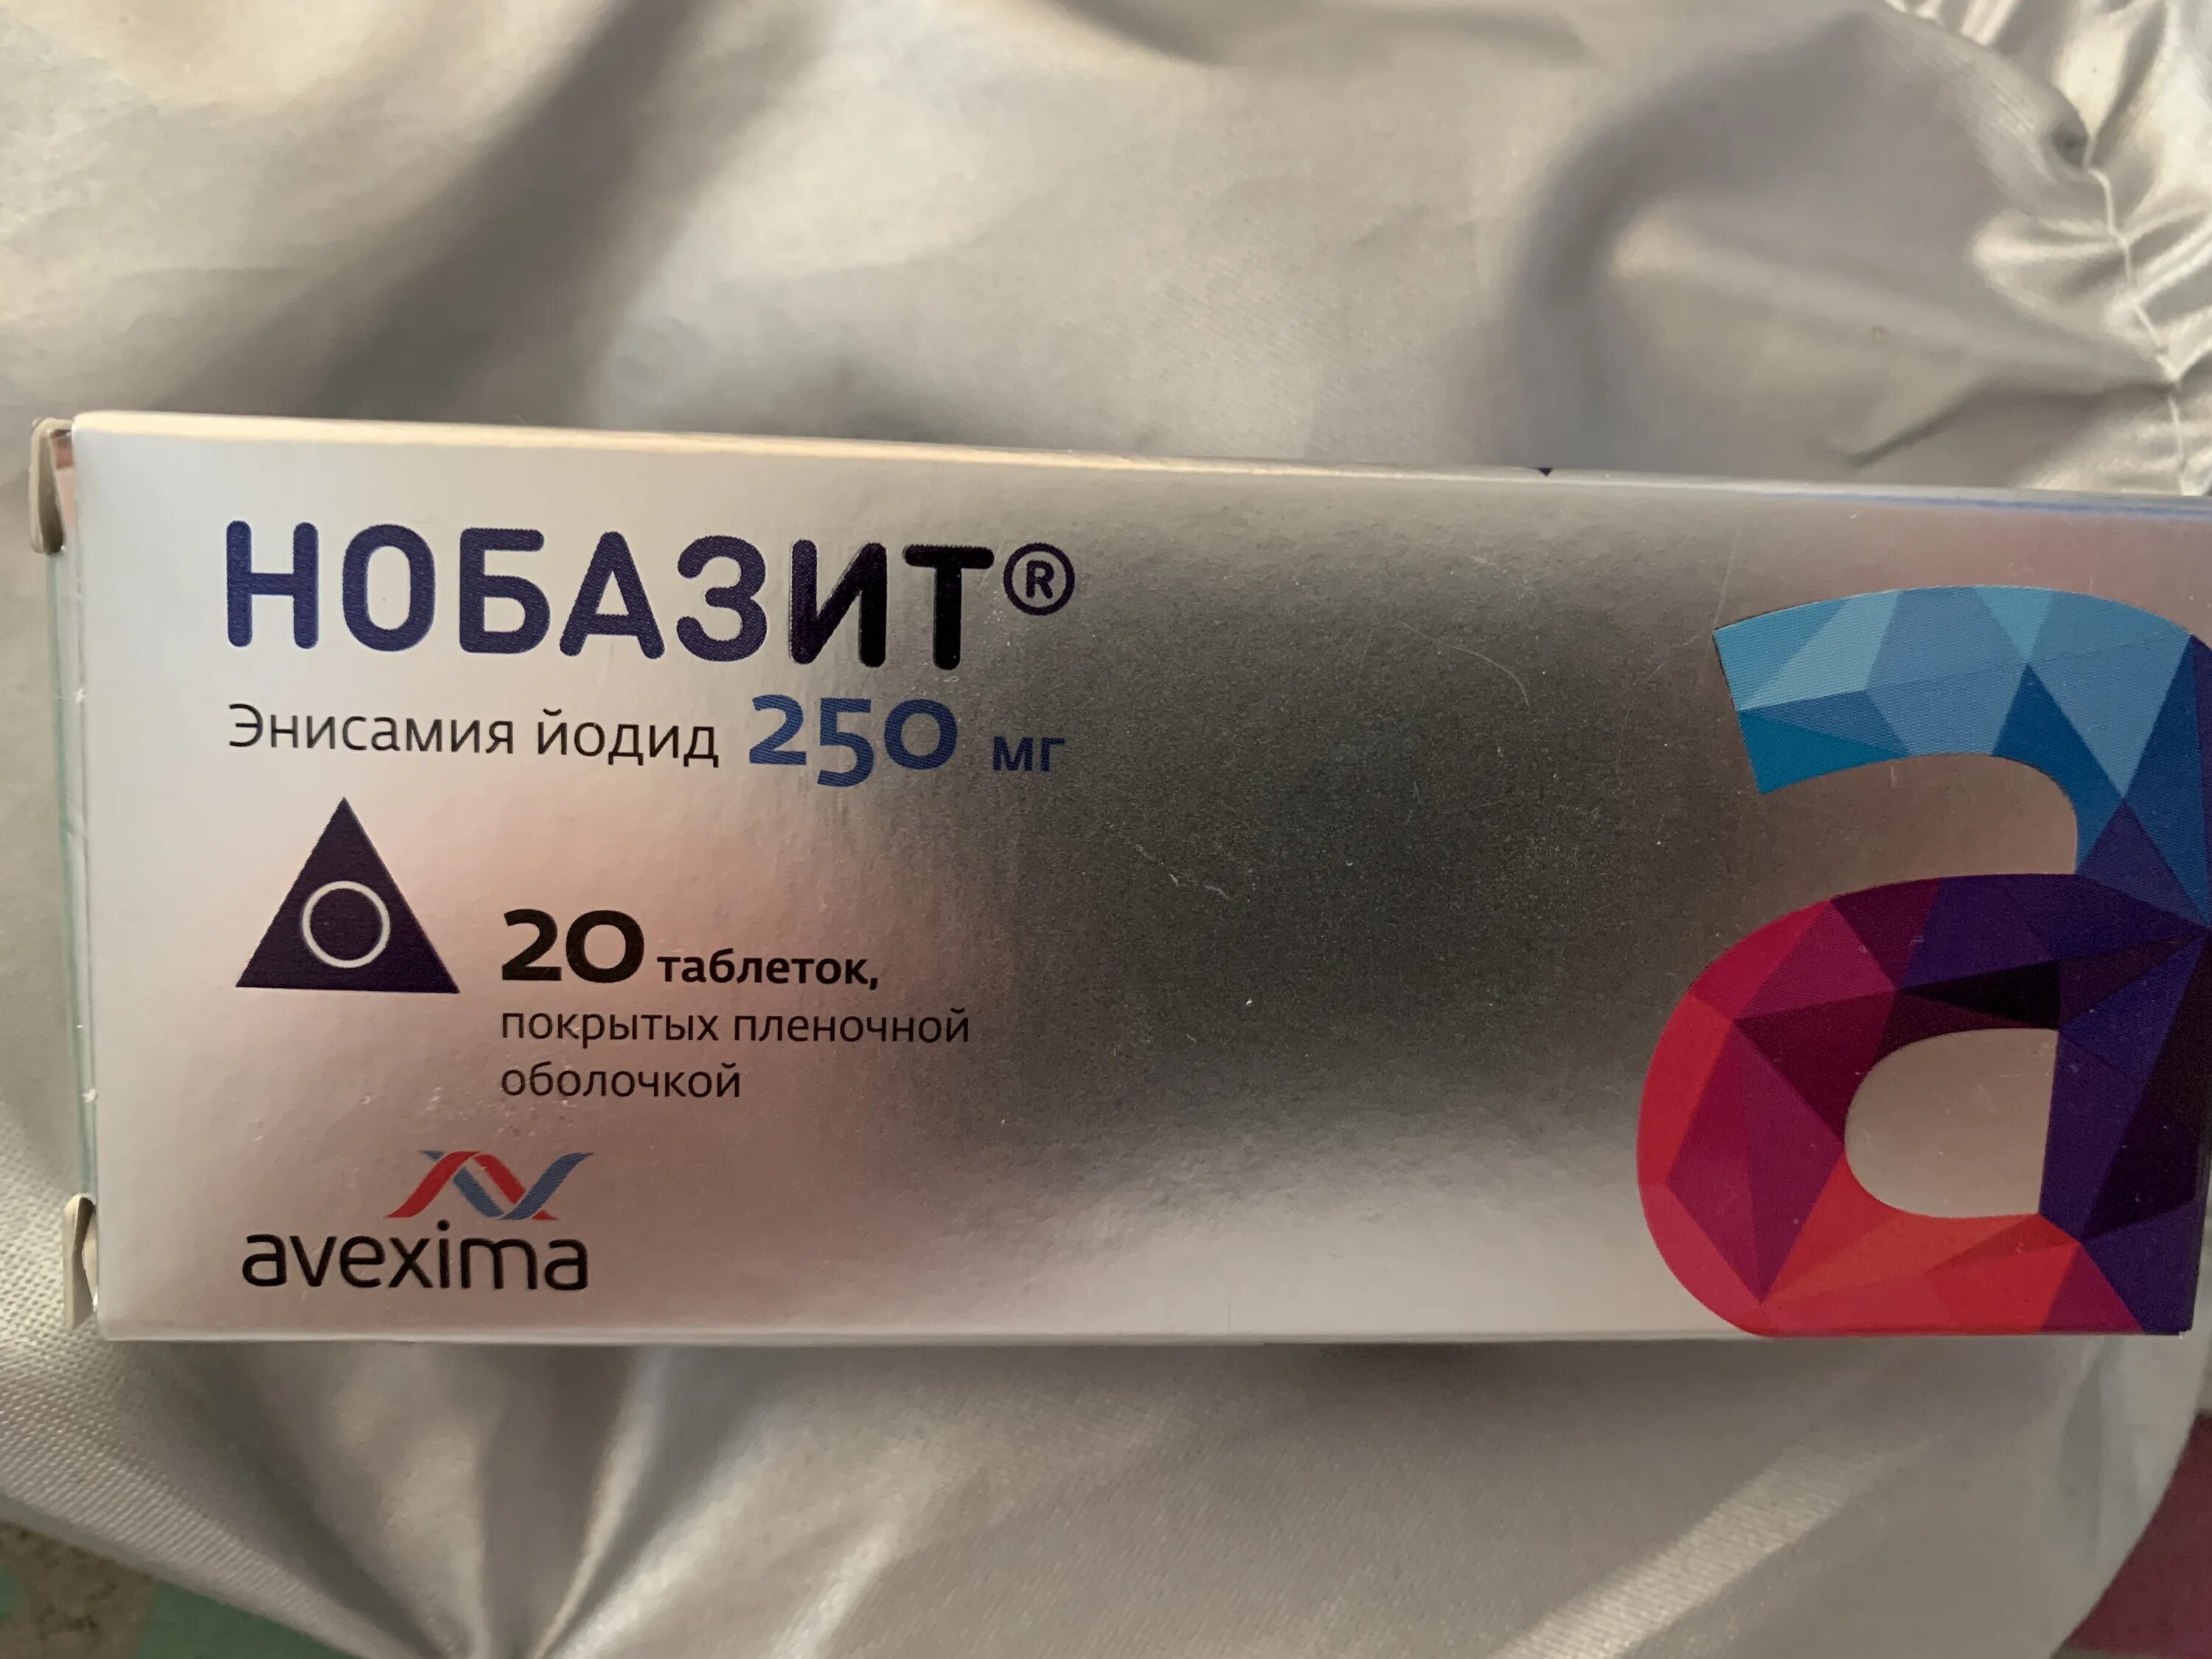 НОБАЗИТ®
Энисамия йодид 250 мг
20 таблеток,
покрытых пленочной
оболочкой
avexima